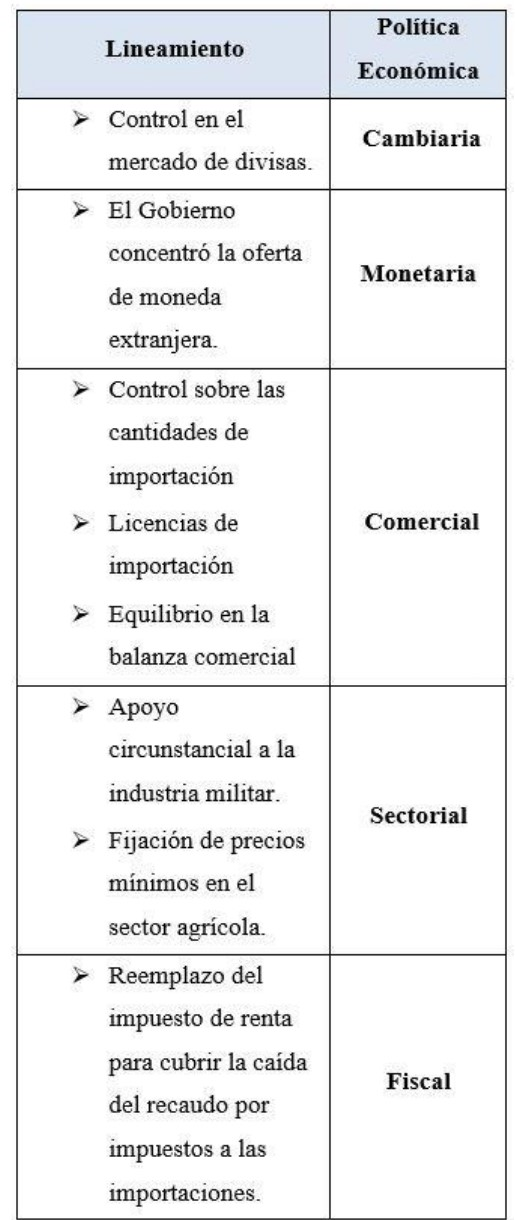 Lineamiento
Política
Económica
➢ Control en el
mercado de divisas.
Cambiaria
➢ El Gobierno
concentró la oferta
de moneda
extranjera.
Monetaria
➢ Control sobre las
cantidades de
importación
➢ Licencias de
importación
➢ Equilibrio en la
balanza comercial
Comercial
➢ Apoyo
circunstancial a la
industria militar.
➢ Fijación de precios
mínimos en el
sector agrícola.
Sectorial
➢ Reemplazo del
impuesto de renta
para cubrir la caída
del recaudo por
impuestos a las
importaciones.
Fiscal